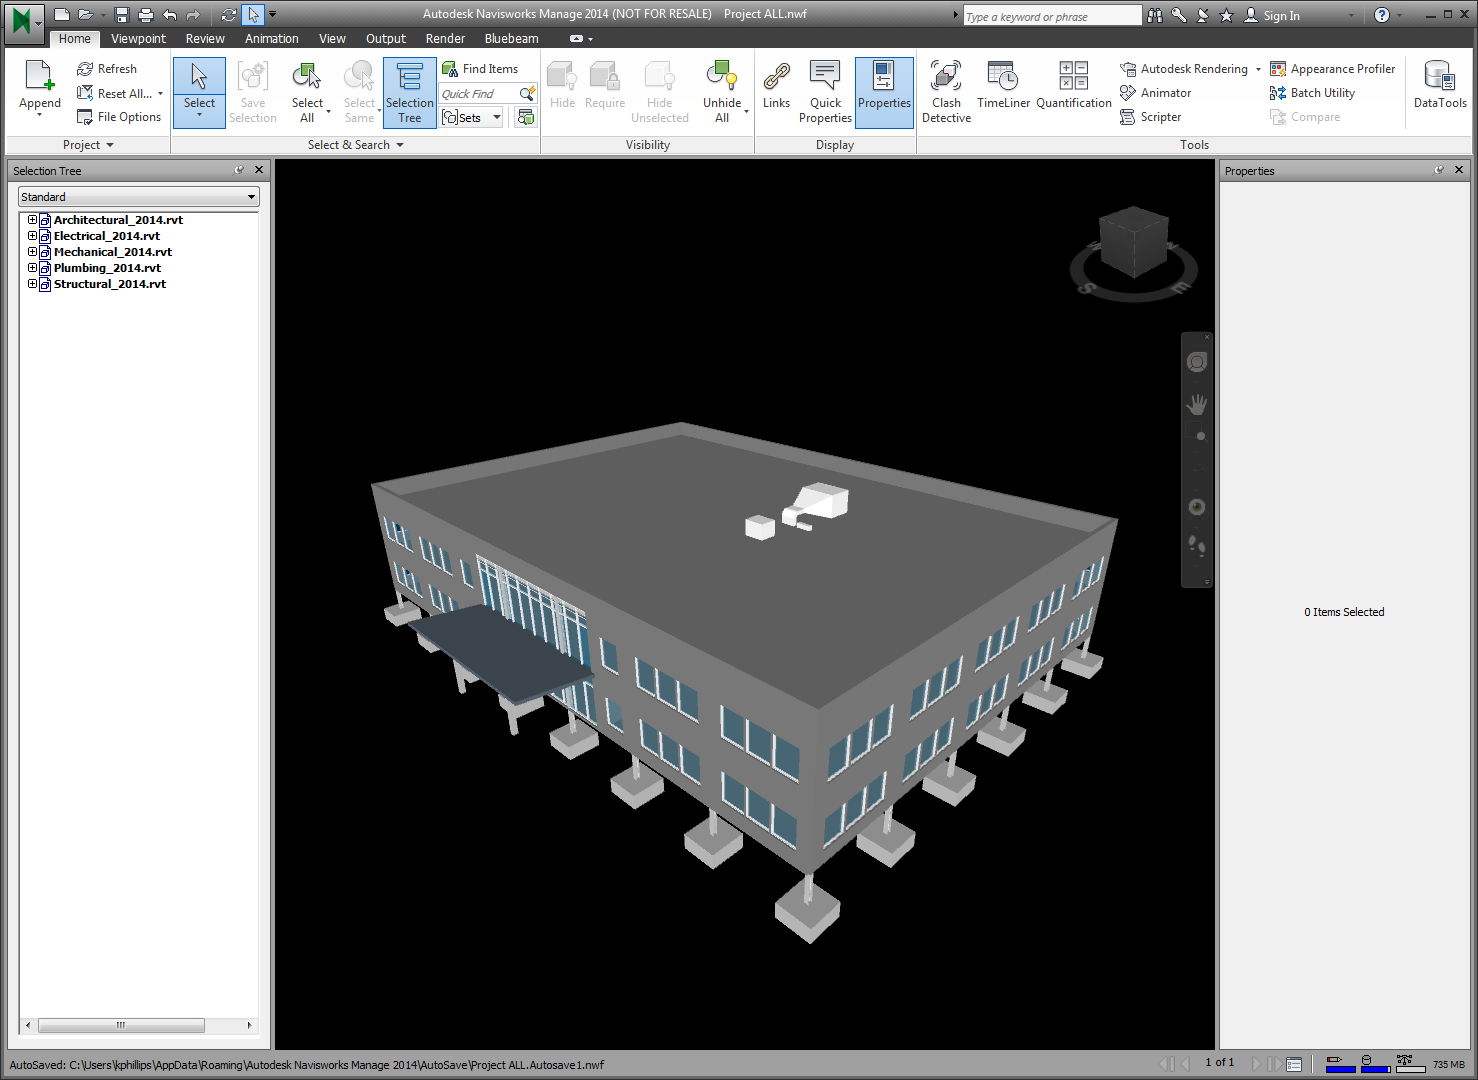 Autodesk Navisworks Manage 2014 (NOT FOR RESALE) Project ALL.nwf
Type a keyword or phrase
Sign In
Home Viewpoint Review Animation View Output Render Bluebeam
Append
Refresh
Reset All...
File Options
Project
Select
Save Selection
Select All
Select Same
Selection Tree
Find Items
Quick Find
Sets
Select & Search
Hide
Require
Hide Unselected
Unhide All
Visibility
Links
Quick Properties
Properties
Display
Clash Detective
TimeLiner
Quantification
Autodesk Rendering
Animator
Scripter
Appearance Profiler
Batch Utility
Compare
DataTools
Tools
Selection Tree
Standard
Architectural_2014.rvt
Electrical_2014.rvt
Mechanical_2014.rvt
Plumbing_2014.rvt
Structural_2014.rvt
W N
S E
Properties
0 Items Selected
AutoSaved: C:\Users\kphillips\AppData\Roaming\Autodesk Navisworks Manage 2014\AutoSave\Project ALL.Autosave1.nwf
1 of 1
735 MB